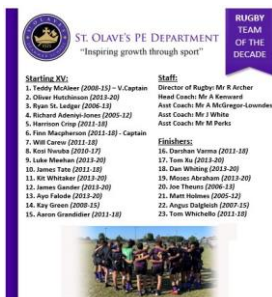 RUGBY
TEAM
OF THE
DECADE
ST. OLAVE'S PE DEPARTMENT
"Inspiring growth through sport"
Starting XV:
1. Teddy McAleer (2008-15) – V.Captain
2. Oliver Hutchinson (2013-20)
3. Ryan St. Ledger (2006-13)
4. Richard Adeniyi-Jones (2005-12)
5. Harrison Crisp (2011-18)
6. Finn Macpherson (2011-18) - Captain
7. Will Carew (2011-18)
8. Kosi Nwuba (2010-17)
9. Luke Meehan (2013-20)
10. James Tate (2011-18)
11. Kit Whitaker (2013-20)
12. James Gander (2013-20)
13. Ayo Falode (2013-20)
14. Kay Green (2008-15)
15. Aaron Grandidier (2011-18)
Staff:
Director of Rugby: Mr R Archer
Head Coach: Mr A Kenward
Asst Coach: Mr A McGregor-Lowndes
Asst Coach: Mr J White
Asst Coach: Mr M Perks
Finishers:
16. Darshan Varma (2011-18)
17. Tom Xu (2013-20)
18. Dan Whiting (2013-20)
19. Moses Abraham (2013-20)
20. Joe Theuns (2006-13)
21. Matt Holmes (2005-12)
22. Angus Dalgleish (2007-15)
23. Tom Whichello (2011-18)